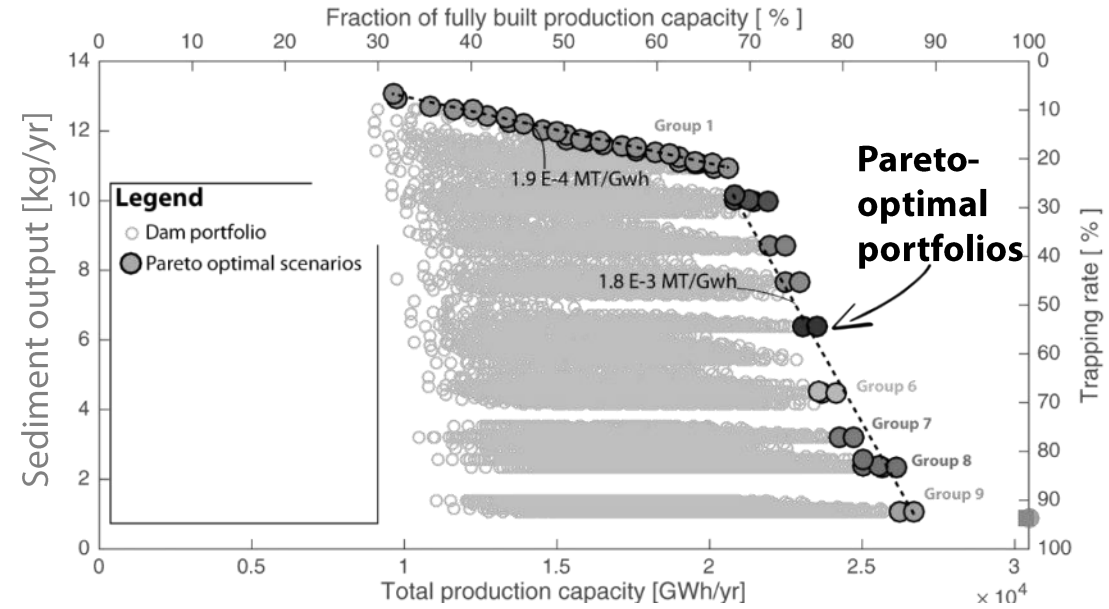 Fraction of fully built production capacity [ % ]
0 10 20 30 40 50 60 70 80 90 100
14 0
12 10
10 20
8 30
6 40
4 50
2 60
0 70
80
90
100
Sediment output [kg/yr]
Trapping rate [ % ]
Group 1
1.9 E-4 MT/Gwh
Pareto-
optimal
portfolios
Legend
Dam portfolio
Pareto optimal scenarios
1.8 E-3 MT/Gwh
Group 6
Group 7
Group 8
Group 9
0 0.5 1 1.5 2 2.5 3
Total production capacity [GWh/yr]
× 10⁴